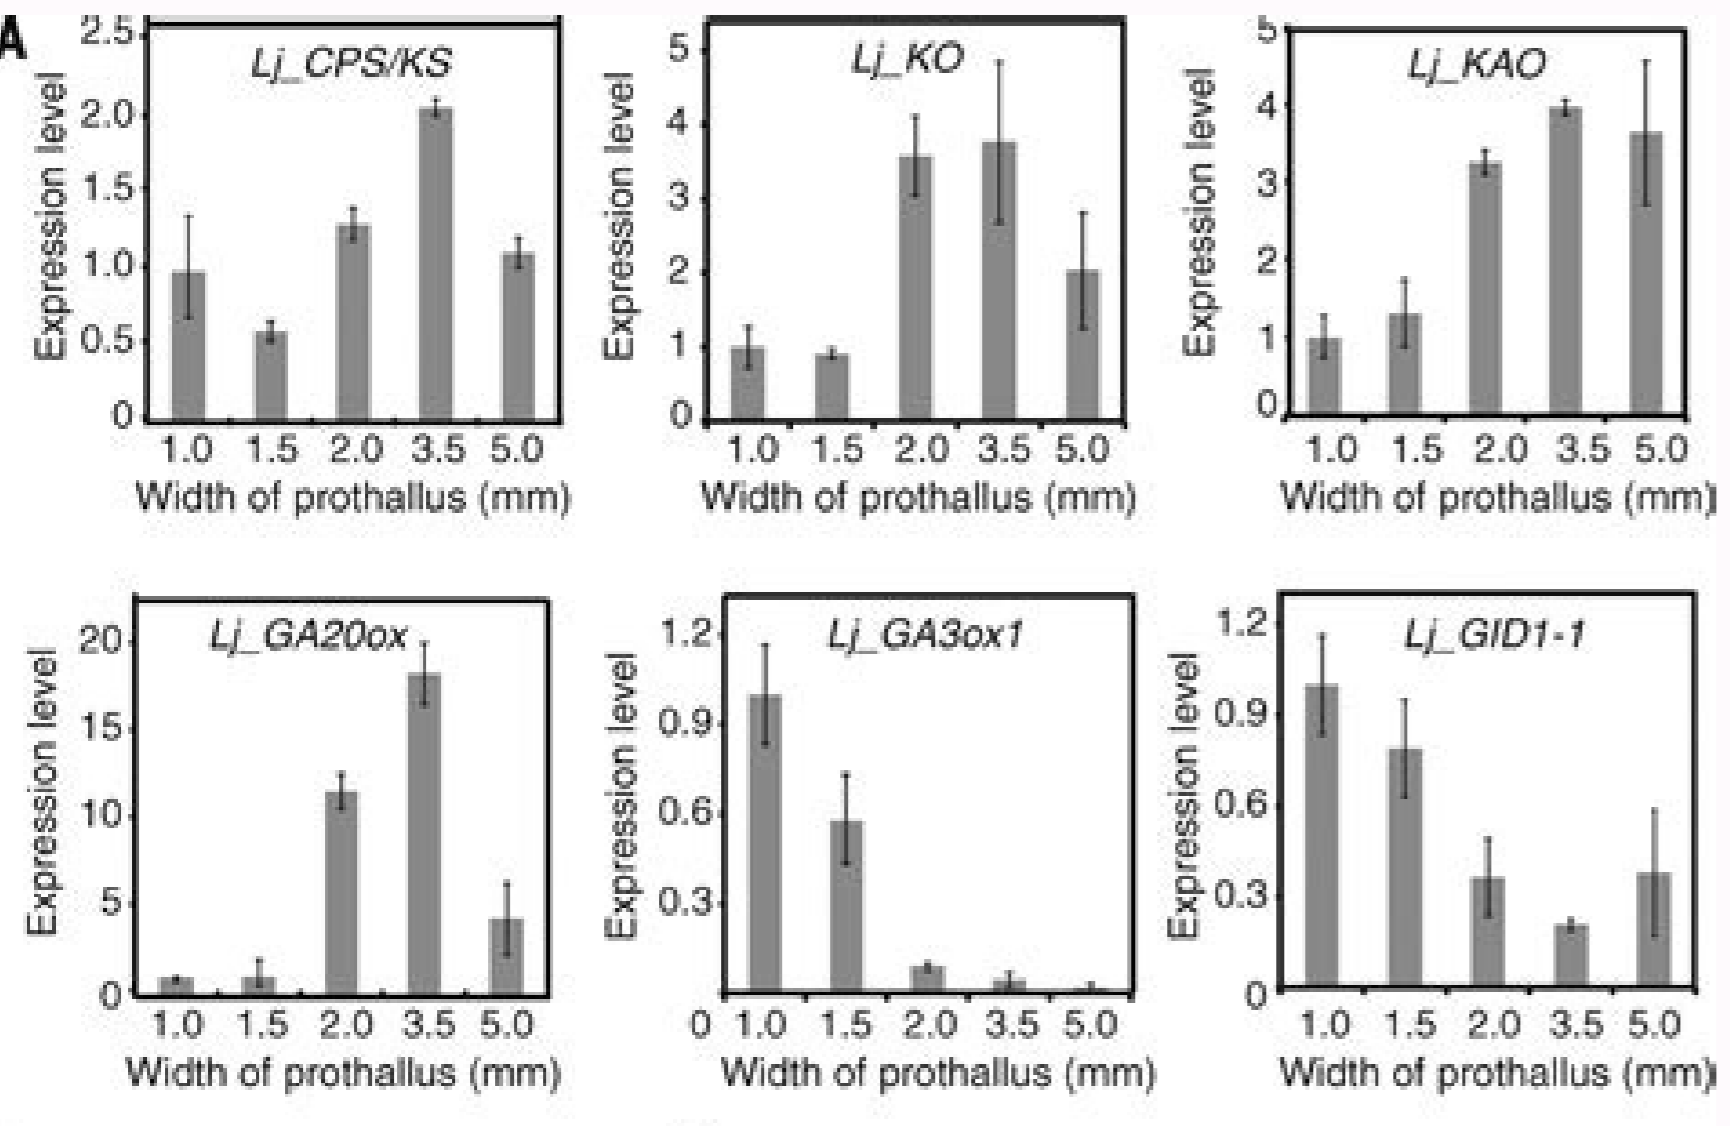 A
Lj_CPS/KS
Expression level
2.5
2.0
1.5
1.0
0.5
0
1.0 1.5 2.0 3.5 5.0
Width of prothallus (mm)
Lj_KO
Expression level
5
4
3
2
1
0
1.0 1.5 2.0 3.5 5.0
Width of prothallus (mm)
Lj_KAO
Expression level
5
4
3
2
1
0
1.0 1.5 2.0 3.5 5.0
Width of prothallus (mm)
Lj_GA20ox
Expression level
20
15
10
5
0
1.0 1.5 2.0 3.5 5.0
Width of prothallus (mm)
Lj_GA3ox1
Expression level
1.2
0.9
0.6
0.3
0 1.0 1.5 2.0 3.5 5.0
Width of prothallus (mm)
Lj_GID1-1
Expression level
1.2
0.9
0.6
0.3
0
1.0 1.5 2.0 3.5 5.0
Width of prothallus (mm)